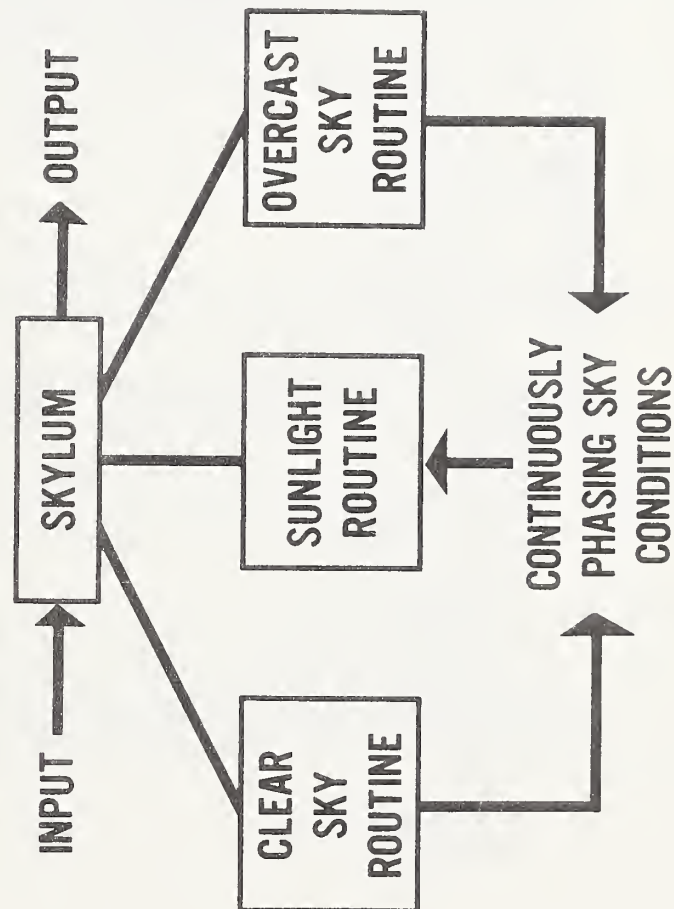 INPUT
SKYLUM
OUTPUT
CLEAR
SKY
ROUTINE
SUNLIGHT
ROUTINE
OVERCAST
SKY
ROUTINE
CONTINUOUSLY
PHASING SKY
CONDITIONS